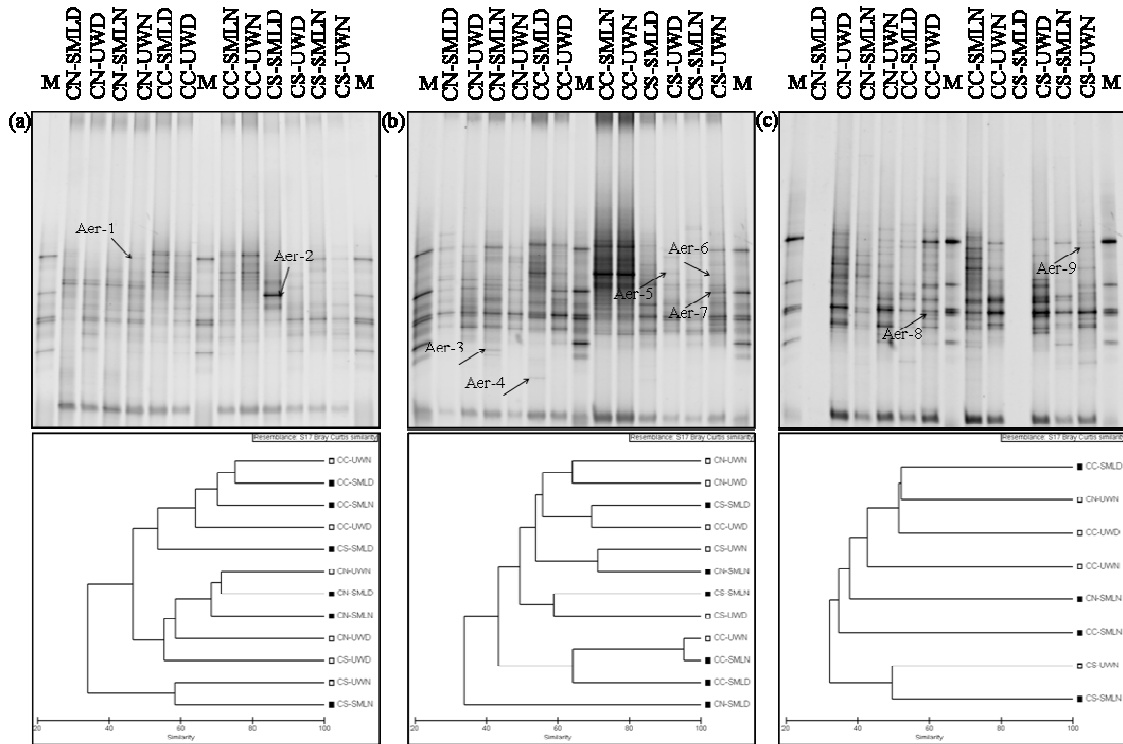 M CN-SMLD CN-UWD CN-SMLN CN-UWN CC-SMLD CC-UWD M CC-SMLN CC-UWN CS-SMLD CS-UWD CS-SMLN CS-UWN M
M CN-SMLD CN-UWD CN-SMLN CN-UWN CC-SMLD CC-UWD M CC-SMLN CC-UWN CS-SMLD CS-UWD CS-SMLN CS-UWN M
M CN-SMLD CN-UWD CN-SMLN CN-UWN CC-SMLD CC-UWD M CC-SMLN CC-UWN CS-SMLD CS-UWD CS-SMLN CS-UWN M
(a)
Aer-1
Aer-2
(b)
Aer-3
Aer-4
Aer-5
Aer-6
Aer-7
(c)
Aer-8
Aer-9
Resemblance: S17 Bray Curtis similarity
CC-UWN
CC-SMLD
CC-SMLN
CC-UWD
CS-SMLD
CN-UWN
CN-SMLD
CN-SMLN
CN-UWD
CS-UWD
CS-UWN
CS-SMLN
20 40 60 80 100
Similarity
Resemblance: S17 Bray Curtis similarity
CN-UWN
CN-UWD
CS-SMLD
CC-UWD
CS-UWN
CN-SMLN
CS-SMLN
CS-UWD
CC-UWN
CC-SMLN
CC-SMLD
CN-SMLD
20 40 60 80 100
Similarity
Resemblance: S17 Bray Curtis similarity
CC-SMLD
CN-UWN
CC-UWD
CC-UWN
CN-SMLN
CC-SMLN
CS-UWN
CS-SMLN
20 40 60 80 100
Similarity